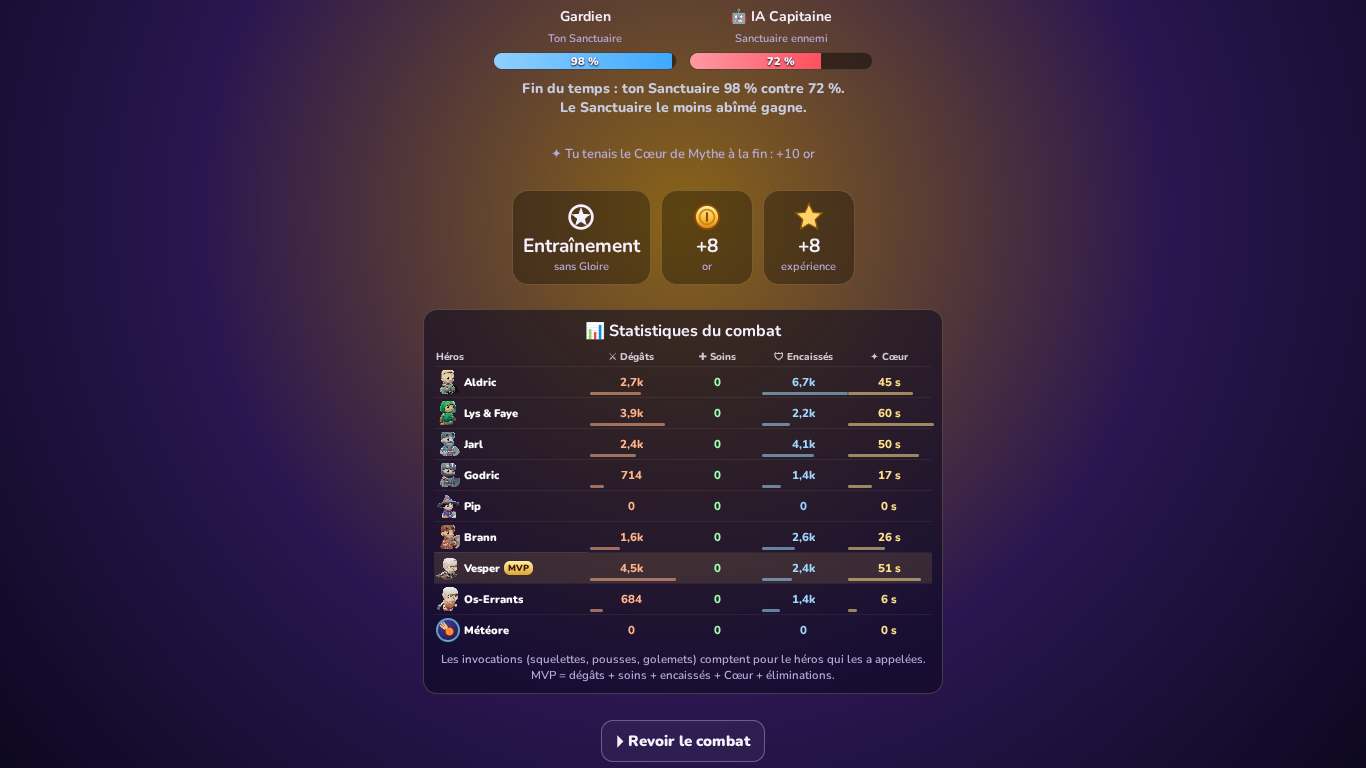 Gardien
🤖 IA Capitaine
Ton Sanctuaire
Sanctuaire ennemi
98 %
72 %
Fin du temps : ton Sanctuaire 98 % contre 72 %.
Le Sanctuaire le moins abîmé gagne.
✦ Tu tenais le Cœur de Mythe à la fin : +10 or
Entraînement
sans Gloire
+8
or
+8
expérience
📊 Statistiques du combat
Héros ⚔ Dégâts ✚ Soins 🛡 Encaissés ✦ Cœur
Aldric 2,7k 0 6,7k 45 s
Lys & Faye 3,9k 0 2,2k 60 s
Jarl 2,4k 0 4,1k 50 s
Godric 714 0 1,4k 17 s
Pip 0 0 0 0 s
Brann 1,6k 0 2,6k 26 s
Vesper MVP 4,5k 0 2,4k 51 s
Os-Errants 684 0 1,4k 6 s
Météore 0 0 0 0 s
Les invocations (squelettes, pousses, golemets) comptent pour le héros qui les a appelées.
MVP = dégâts + soins + encaissés + Cœur + éliminations.
⏵ Revoir le combat